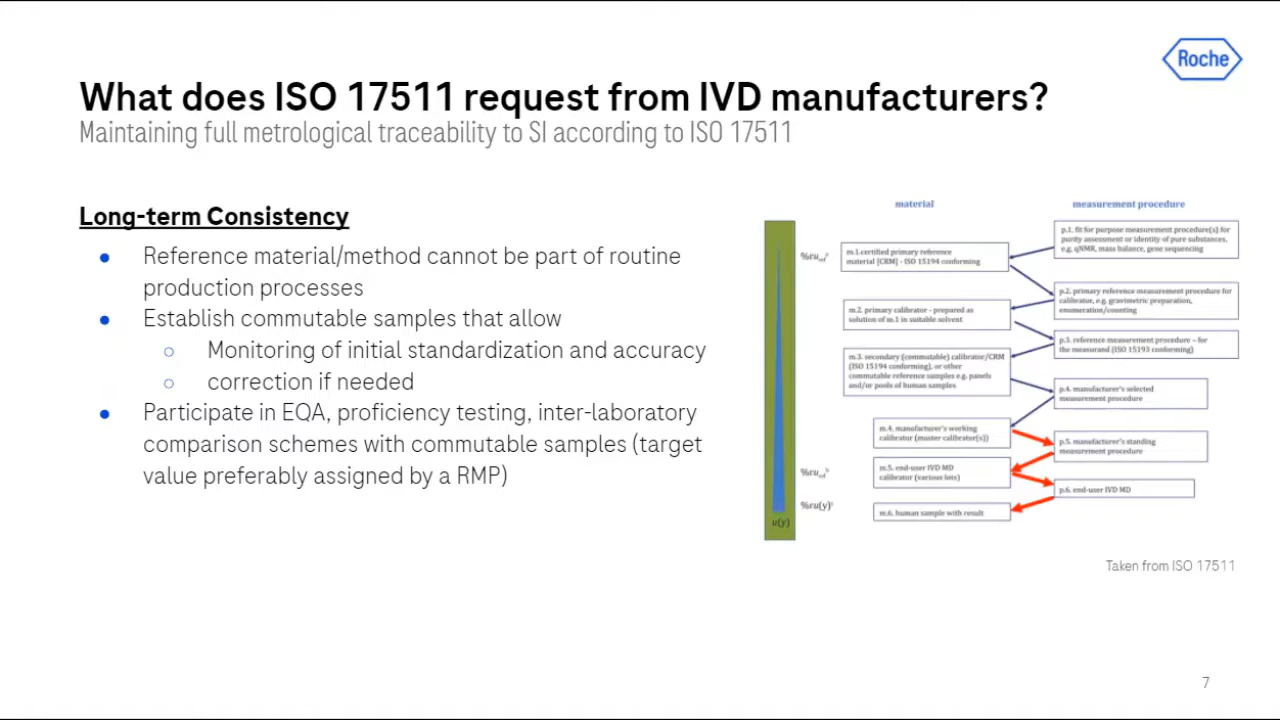 Roche
What does ISO 17511 request from IVD manufacturers?
Maintaining full metrological traceability to SI according to ISO 17511
Long-term Consistency
Reference material/method cannot be part of routine
production processes
Establish commutable samples that allow
Monitoring of initial standardization and accuracy
correction if needed
Participate in EQA, proficiency testing, inter-laboratory
comparison schemes with commutable samples (target
value preferably assigned by a RMP)
material
measurement procedure
p.1. fit for purpose measurement procedure(s) for
purity assessment or identity of pure substances,
e.g, qNMR, mass balance, gene sequencing
m.1.certified primary reference
material [CRM] - ISO 15194 conforming
p.2. primary reference measurement procedure for
calibrator, e.g, gravimetric preparation,
enumeration/counting
m.2. primary calibrator - prepared as
solution of m.1 in suitable solvent
p.3. reference measurement procedure – for
the measurand (ISO 15193 conforming)
m.3. secondary (commutable) calibrator/CRM
(ISO 15194 conforming), or other
commutable reference samples e.g. panels
and/or pools of human samples
p.4. manufacturer's selected
measurement procedure
m.4. manufacturer's working
calibrator (master calibrator(s))
p.5. manufacturer's standing
measurement procedure
m.5. end-user IVD MD
calibrator (various lots)
p.6. end-user IVD MD
m.6. human sample with result
%ru(y)
u(y)
Taken from ISO 17511
7